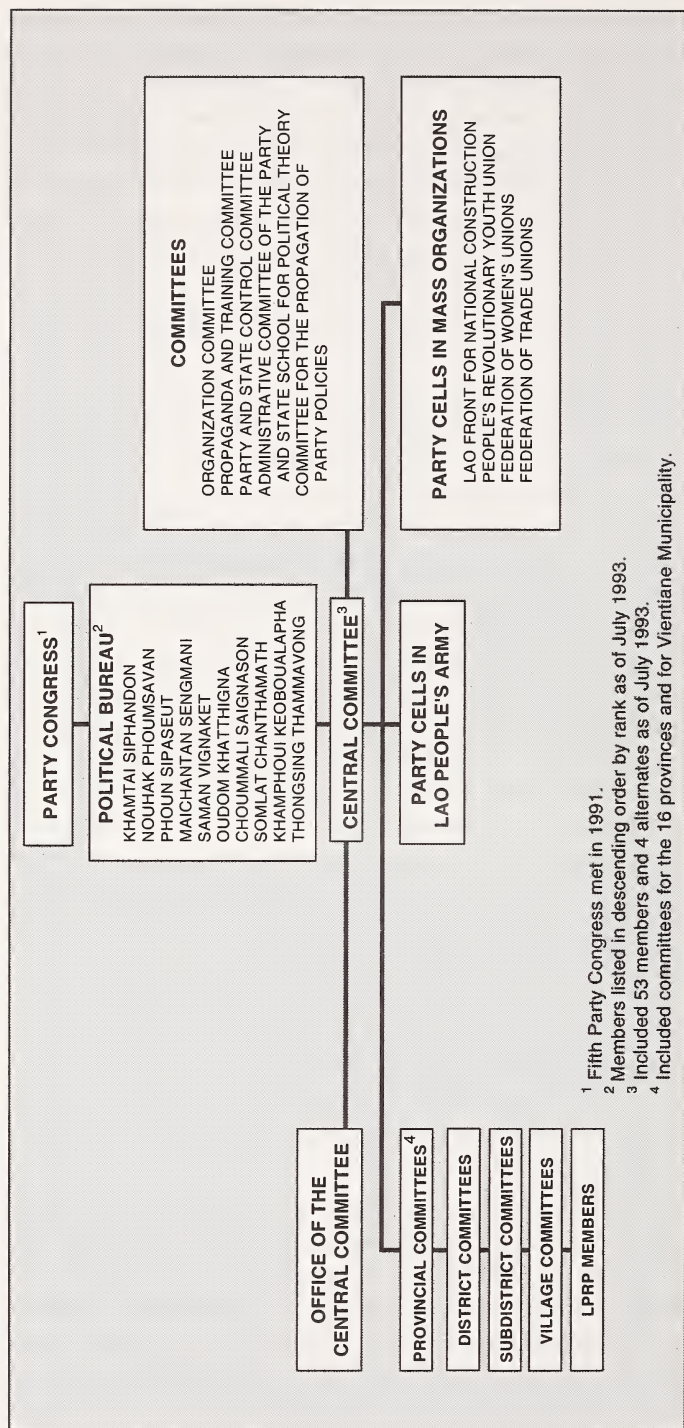 PARTY CONGRESS¹
POLITICAL BUREAU²
KHAMTAI SIPHANDON
NOUHAK PHOUMSAVAN
PHOUN SIPASEUT
MAICHANTAN SENGMANI
SAMAN VIGNAKET
OUDOM KHATTHIGNA
CHOUMMALI SAIGNASON
SOMLAT CHANTHAMATH
KHAMPHOUI KEOBOUALAPHA
THONGSING THAMMAVONG
OFFICE OF THE
CENTRAL COMMITTEE
CENTRAL COMMITTEE³
COMMITTEES
ORGANIZATION COMMITTEE
PROPAGANDA AND TRAINING COMMITTEE
PARTY AND STATE CONTROL COMMITTEE
ADMINISTRATIVE COMMITTEE OF THE PARTY
AND STATE SCHOOL FOR POLITICAL THEORY
COMMITTEE FOR THE PROPAGATION OF
PARTY POLICIES
PROVINCIAL COMMITTEES⁴
DISTRICT COMMITTEES
SUBDISTRICT COMMITTEES
VILLAGE COMMITTEES
LPRP MEMBERS
PARTY CELLS IN
LAO PEOPLE'S ARMY
PARTY CELLS IN MASS ORGANIZATIONS
LAO FRONT FOR NATIONAL CONSTRUCTION
PEOPLE'S REVOLUTIONARY YOUTH UNION
FEDERATION OF WOMEN'S UNIONS
FEDERATION OF TRADE UNIONS
¹ Fifth Party Congress met in 1991.
² Members listed in descending order by rank as of July 1993.
³ Included 53 members and 4 alternates as of July 1993.
⁴ Included committees for the 16 provinces and for Vientiane Municipality.